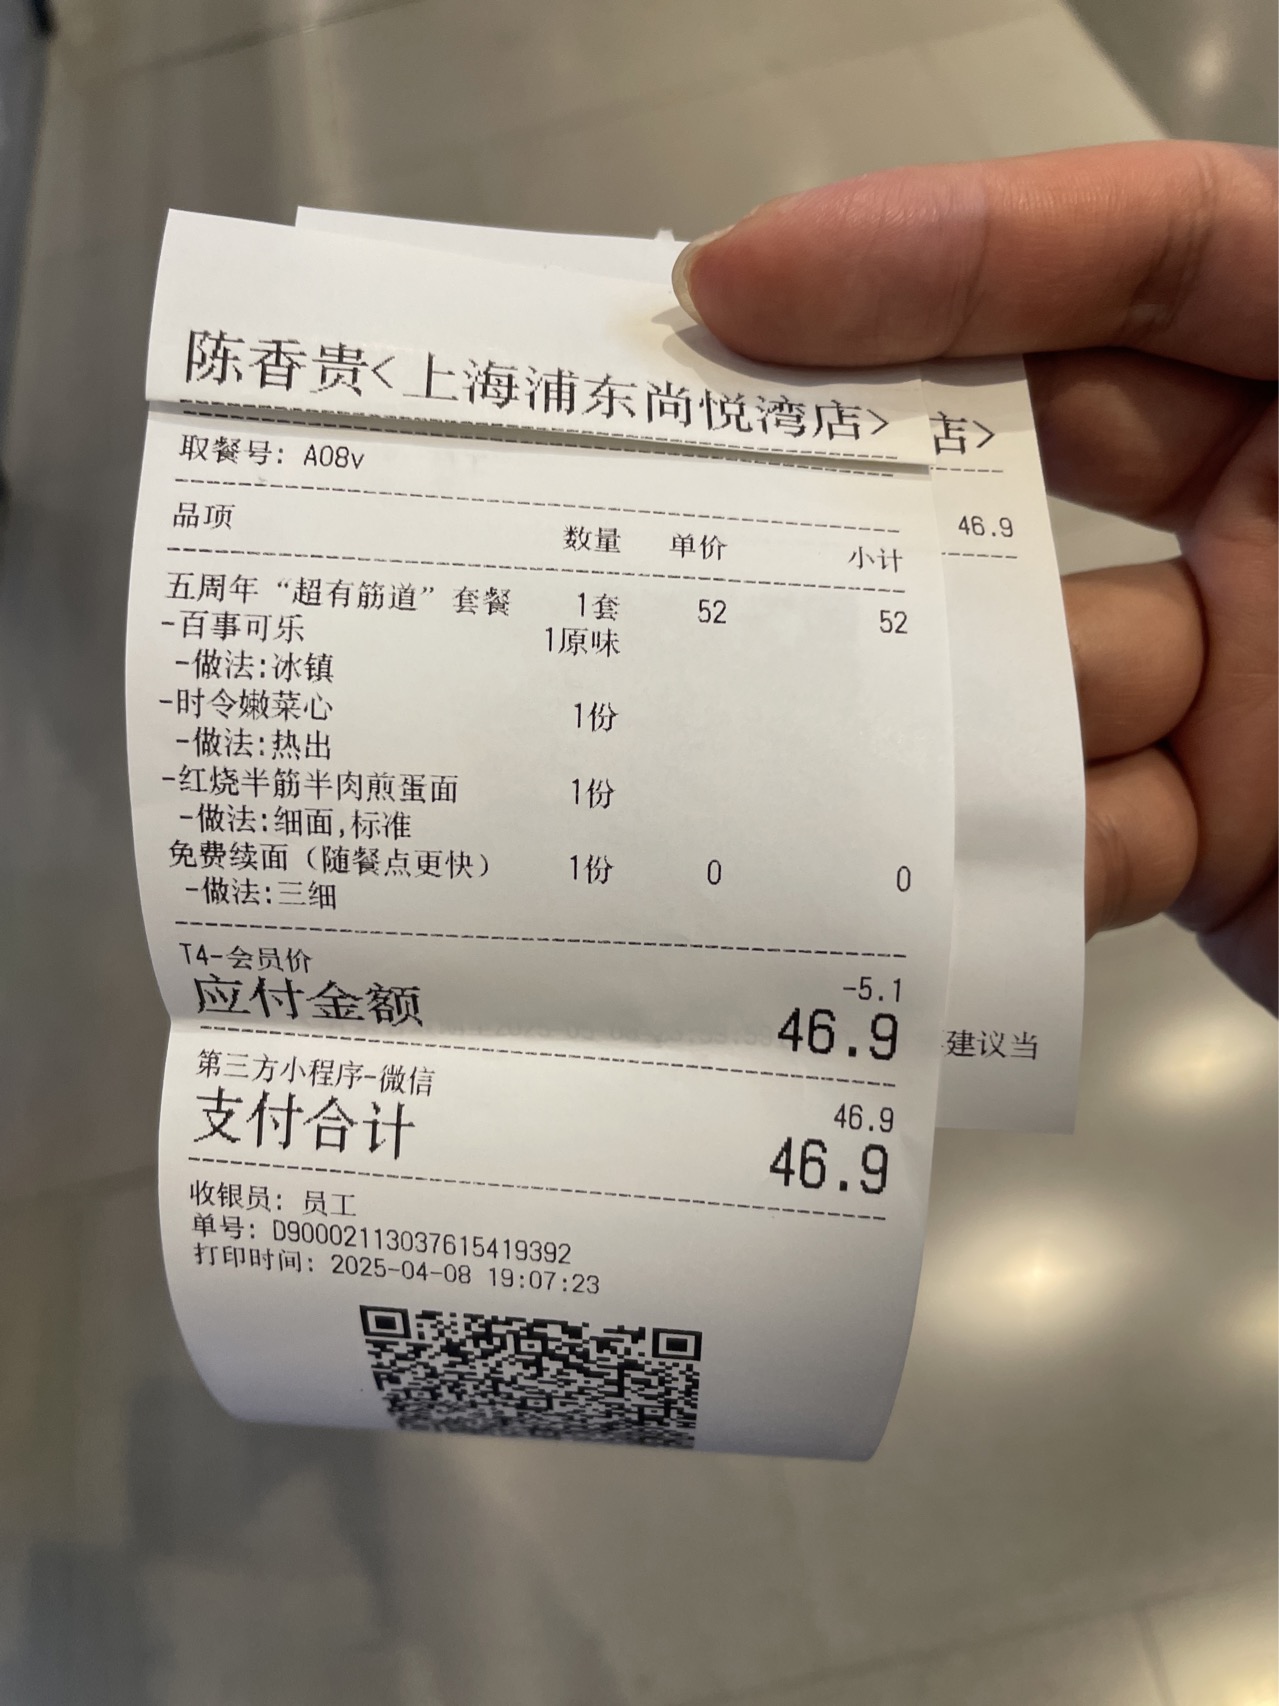 陈香贵<上海浦东尚悦湾店>
取餐号: A08v
品项 数量 单价 小计
五周年“超有筋道”套餐 1套 52 52
-百事可乐 1原味
-做法:冰镇
-时令嫩菜心 1份
-做法:热出
-红烧半筋半肉煎蛋面 1份
-做法:细面,标准
免费续面（随餐点更快） 1份 0 0
-做法:三细
T4-会员价 -5.1
应付金额 46.9
第三方小程序-微信 46.9
支付合计 46.9
收银员: 员工
单号: D90002113037615419392
打印时间: 2025-04-08 19:07:23
店>
46.9
建议当